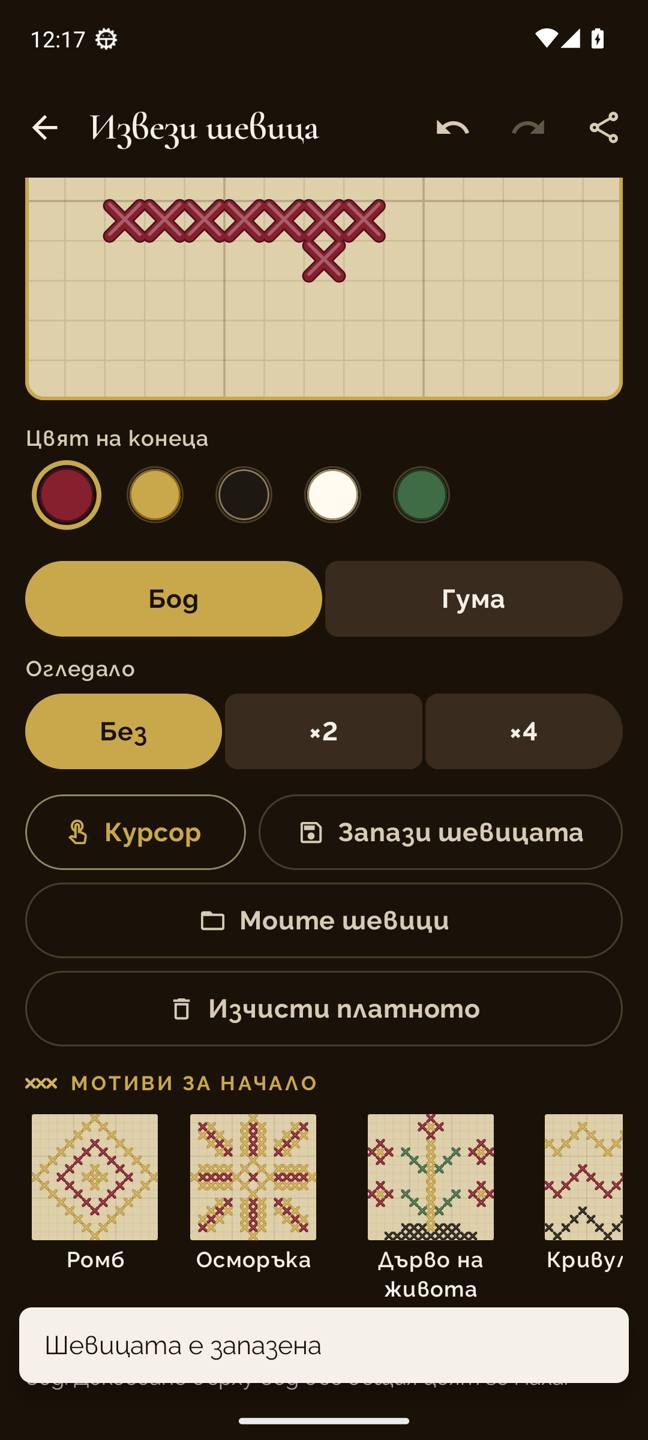 12:17
Извези шевица
Цвят на конеца
Бод
Гума
Огледало
Без
×2
×4
Курсор
Запази шевицата
Моите шевици
Изчисти платното
МОТИВИ ЗА НАЧАЛО
Ромб
Осморъка
Дърво на
живота
Шевицата е запазена